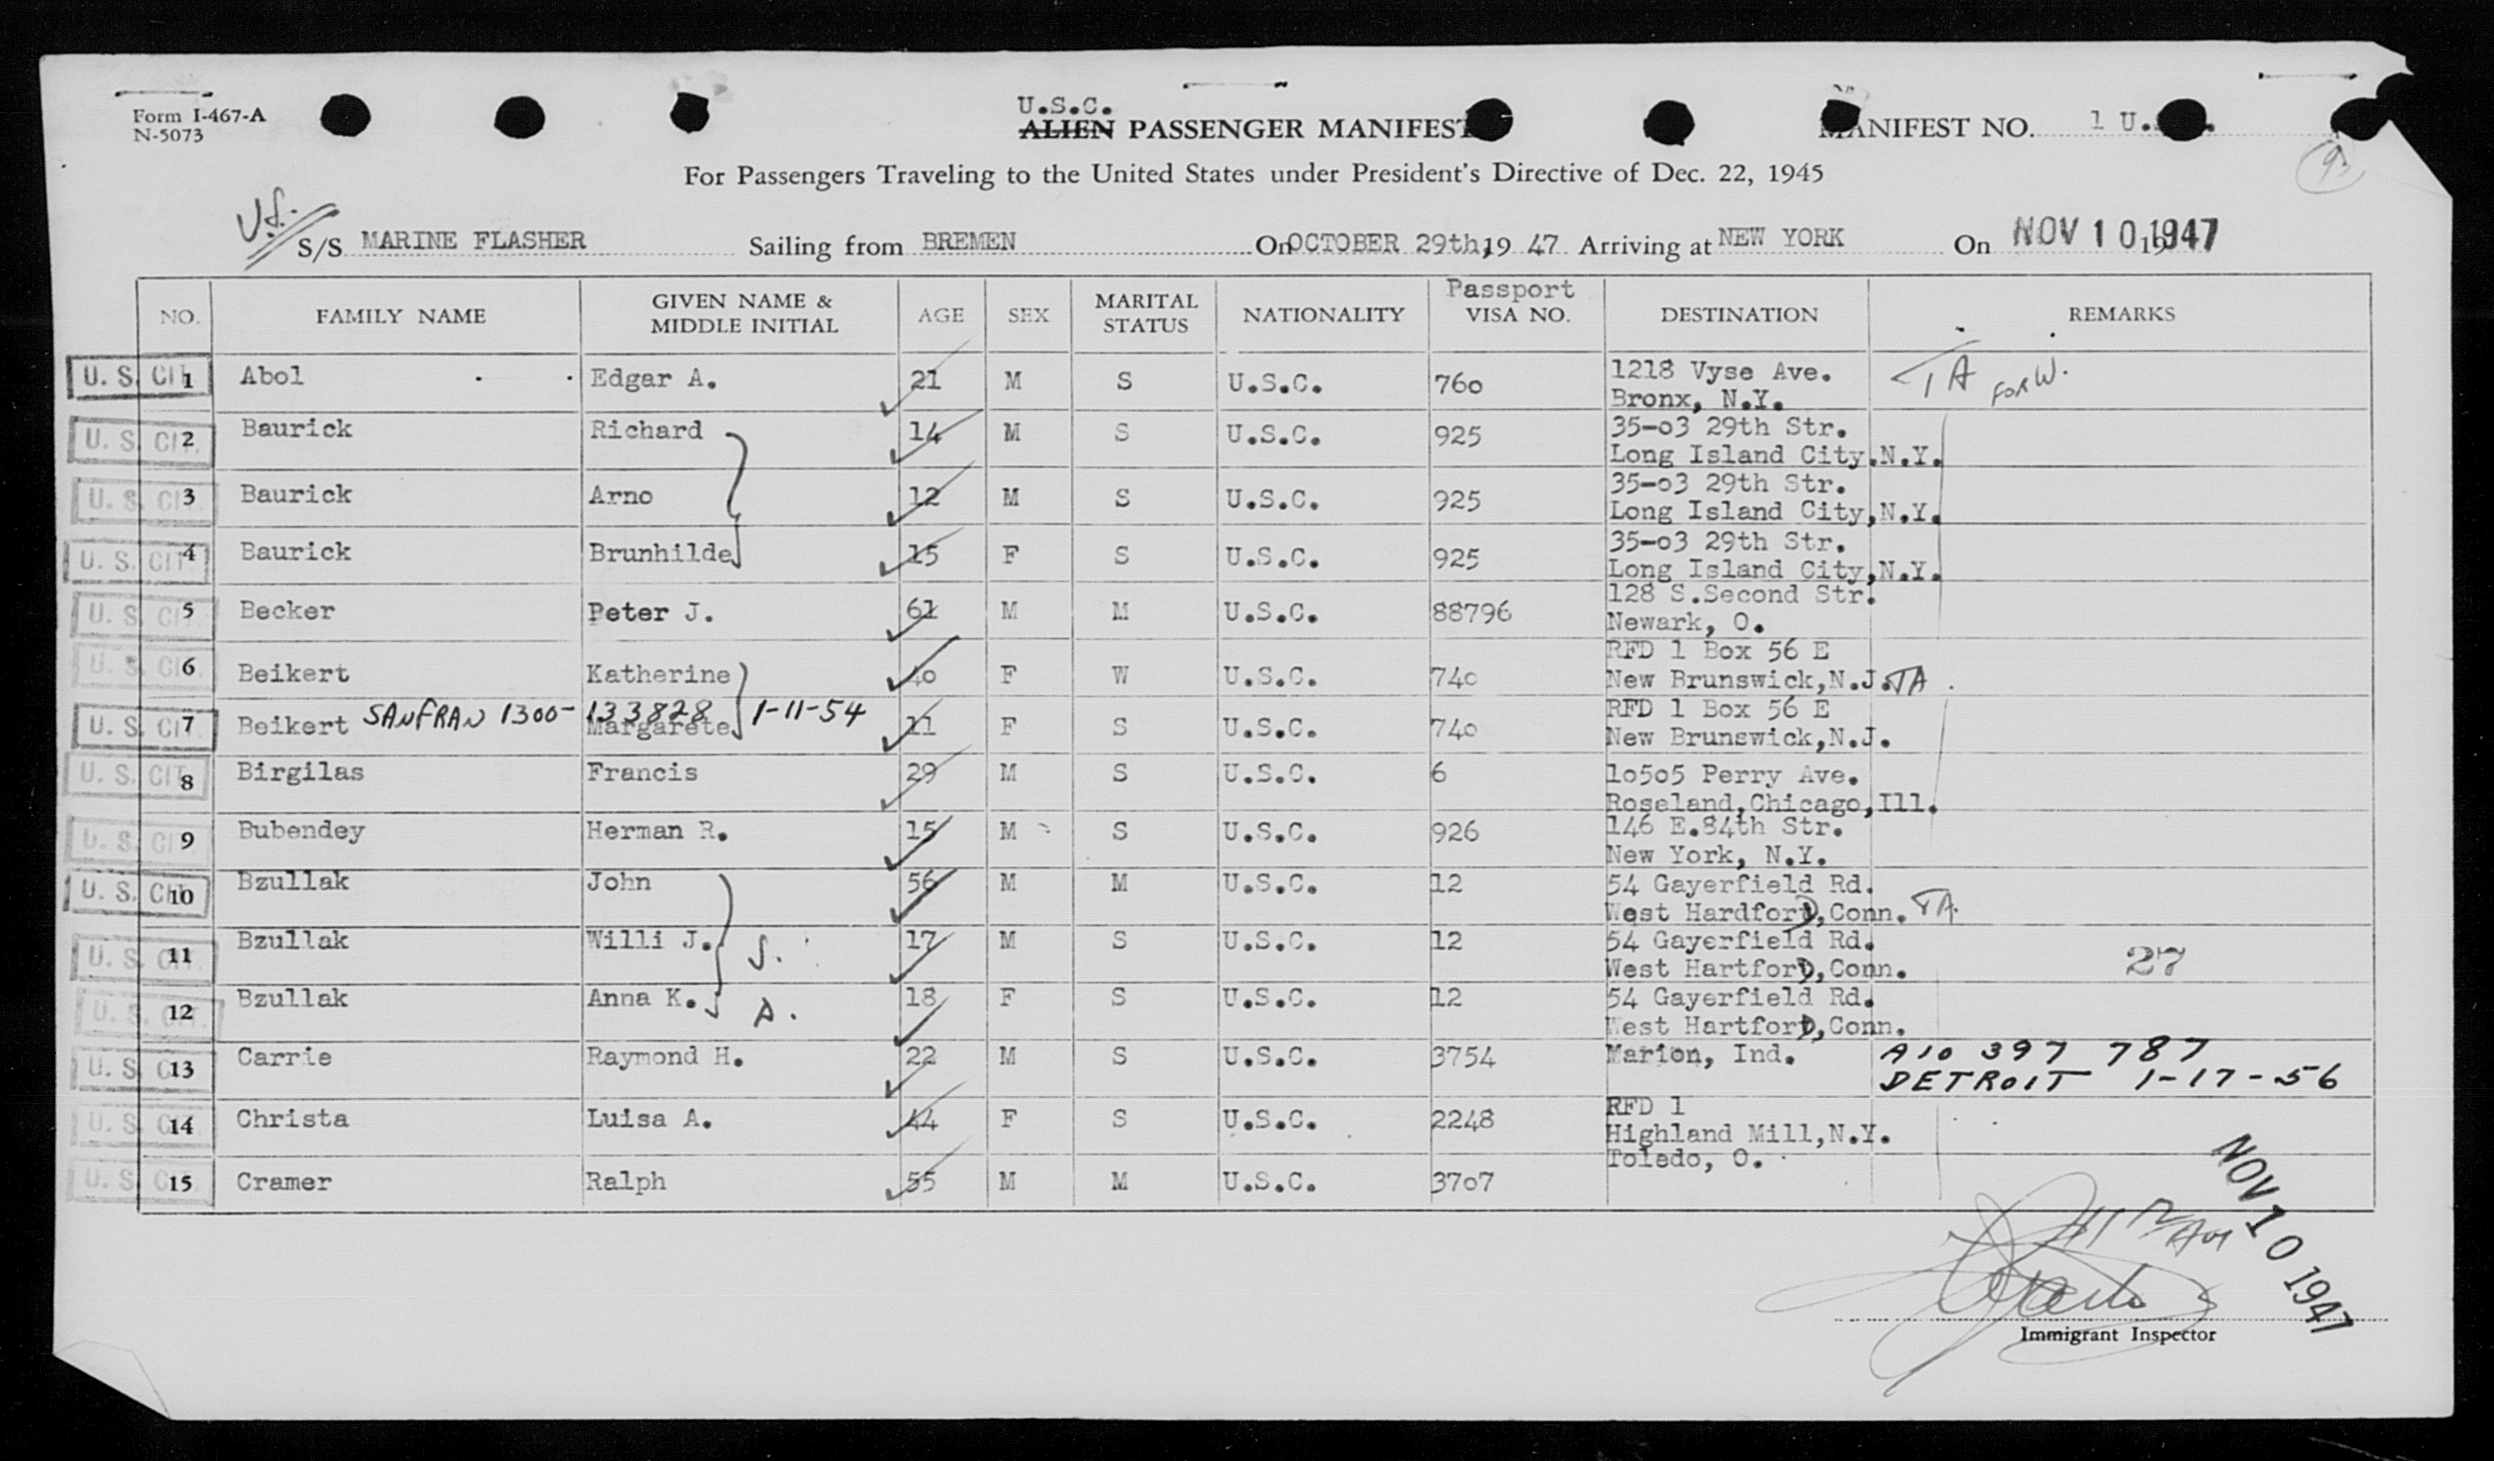 Form I-467-A
N-5073
U.S.C.
ALIEN PASSENGER MANIFEST
MANIFEST NO. 1 U.
For Passengers Traveling to the United States under President's Directive of Dec. 22, 1945
US.
S/S MARINE FLASHER Sailing from BREMEN On OCTOBER 29th, 19 47. Arriving at NEW YORK On NOV 10 1947
NO. FAMILY NAME GIVEN NAME & MIDDLE INITIAL AGE SEX MARITAL STATUS NATIONALITY Passport VISA NO. DESTINATION REMARKS
U. S. CIT. 1 Abol Edgar A. 21 M S U.S.C. 760 1218 Vyse Ave. TA FORW.
Bronx, N.Y.
U. S. CIT. 2 Baurick Richard 14 M S U.S.C. 925 35-03 29th Str.
Long Island City,N.Y.
U. S. CIT. 3 Baurick Arno 12 M S U.S.C. 925 35-03 29th Str.
Long Island City,N.Y.
U. S. CIT. 4 Baurick Brunhilde 15 F S U.S.C. 925 35-03 29th Str.
Long Island City,N.Y.
U. S. CIT. 5 Becker Peter J. 61 M M U.S.C. 88796 128 S.Second Str.
Newark, O.
U. S. CIT. 6 Beikert Katherine 40 F W U.S.C. 740 RFD 1 Box 56 E
New Brunswick,N.J. TA
SANFRAN 1300-133828 1-11-54
U. S. CIT. 7 Beikert Margarete 11 F S U.S.C. 740 RFD 1 Box 56 E
New Brunswick,N.J.
U. S. CIT. 8 Birgilas Francis 29 M S U.S.C. 6 10505 Perry Ave.
Roseland,Chicago,Ill.
U. S. CIT. 9 Bubendey Herman R. 15 M S U.S.C. 926 146 E.84th Str.
New York, N.Y.
U. S. CIT. 10 Bzullak John 56 M M U.S.C. 12 54 Gayerfield Rd.
West Hardford,Conn. TA.
U. S. CIT. 11 Bzullak Willi J. S. 17 M S U.S.C. 12 54 Gayerfield Rd.
West Hartford,Conn. 27
U. S. CIT. 12 Bzullak Anna K. A. 18 F S U.S.C. 12 54 Gayerfield Rd.
West Hartford,Conn.
U. S. C 13 Carrie Raymond H. 22 M S U.S.C. 3754 Marion, Ind. A10 397 787
DETROIT 1-17-56
U. S. CIT. 14 Christa Luisa A. 44 F S U.S.C. 2248 RFD 1
Highland Mill,N.Y.
U. S. CIT. 15 Cramer Ralph 55 M M U.S.C. 3707 Toledo, O.
NOV 10 1947
Immigrant Inspector